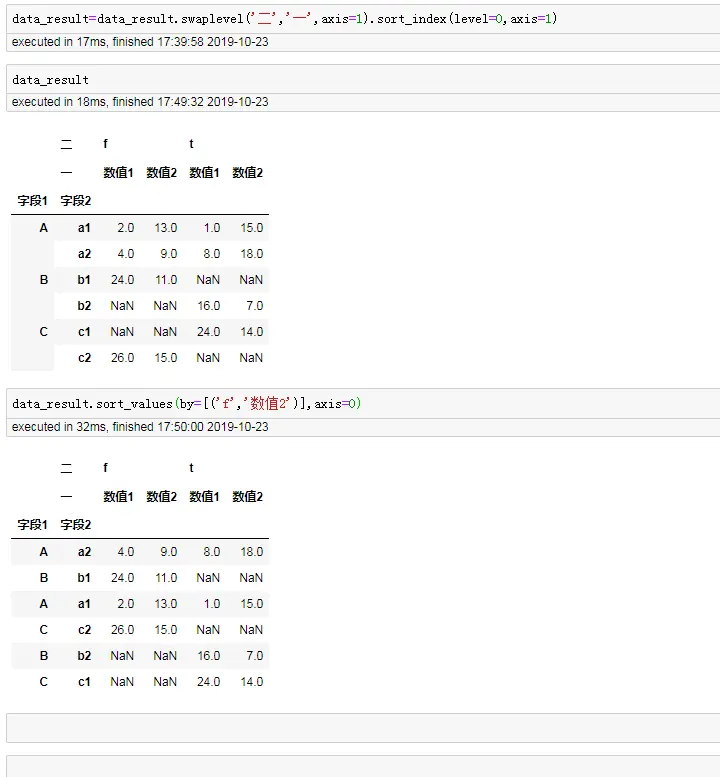 data_result=data_result.swaplevel('二','一',axis=1).sort_index(level=0,axis=1)
executed in 17ms, finished 17:39:58 2019-10-23
data_result
executed in 18ms, finished 17:49:32 2019-10-23
二 f t
一 数值1 数值2 数值1 数值2
字段1 字段2
A a1 2.0 13.0 1.0 15.0
a2 4.0 9.0 8.0 18.0
B b1 24.0 11.0 NaN NaN
b2 NaN NaN 16.0 7.0
C c1 NaN NaN 24.0 14.0
c2 26.0 15.0 NaN NaN
data_result.sort_values(by=[('f','数值2')],axis=0)
executed in 32ms, finished 17:50:00 2019-10-23
二 f t
一 数值1 数值2 数值1 数值2
字段1 字段2
A a2 4.0 9.0 8.0 18.0
B b1 24.0 11.0 NaN NaN
A a1 2.0 13.0 1.0 15.0
C c2 26.0 15.0 NaN NaN
B b2 NaN NaN 16.0 7.0
C c1 NaN NaN 24.0 14.0